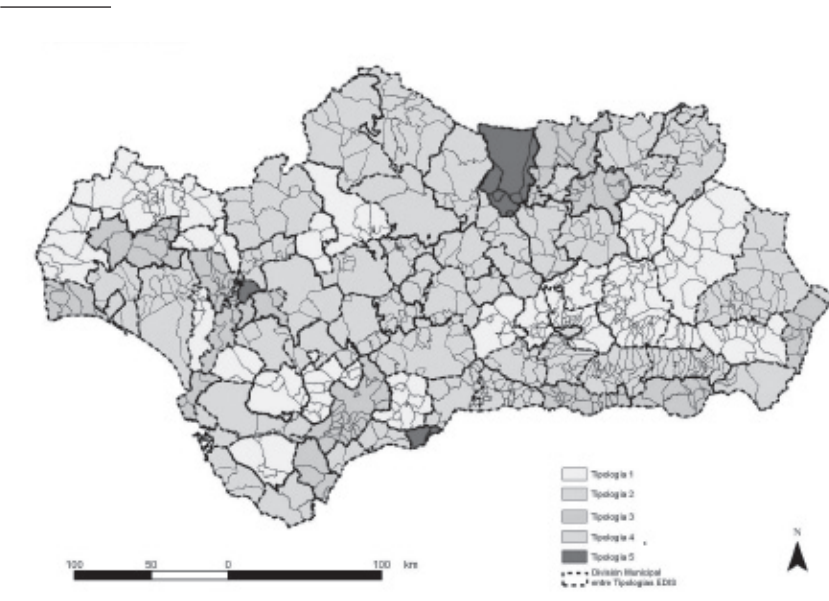 100 50 0 100 km
Tipología 1
Tipología 2
Tipología 3
Tipología 4
Tipología 5
División Municipal
entre Tipologías EDIS
N